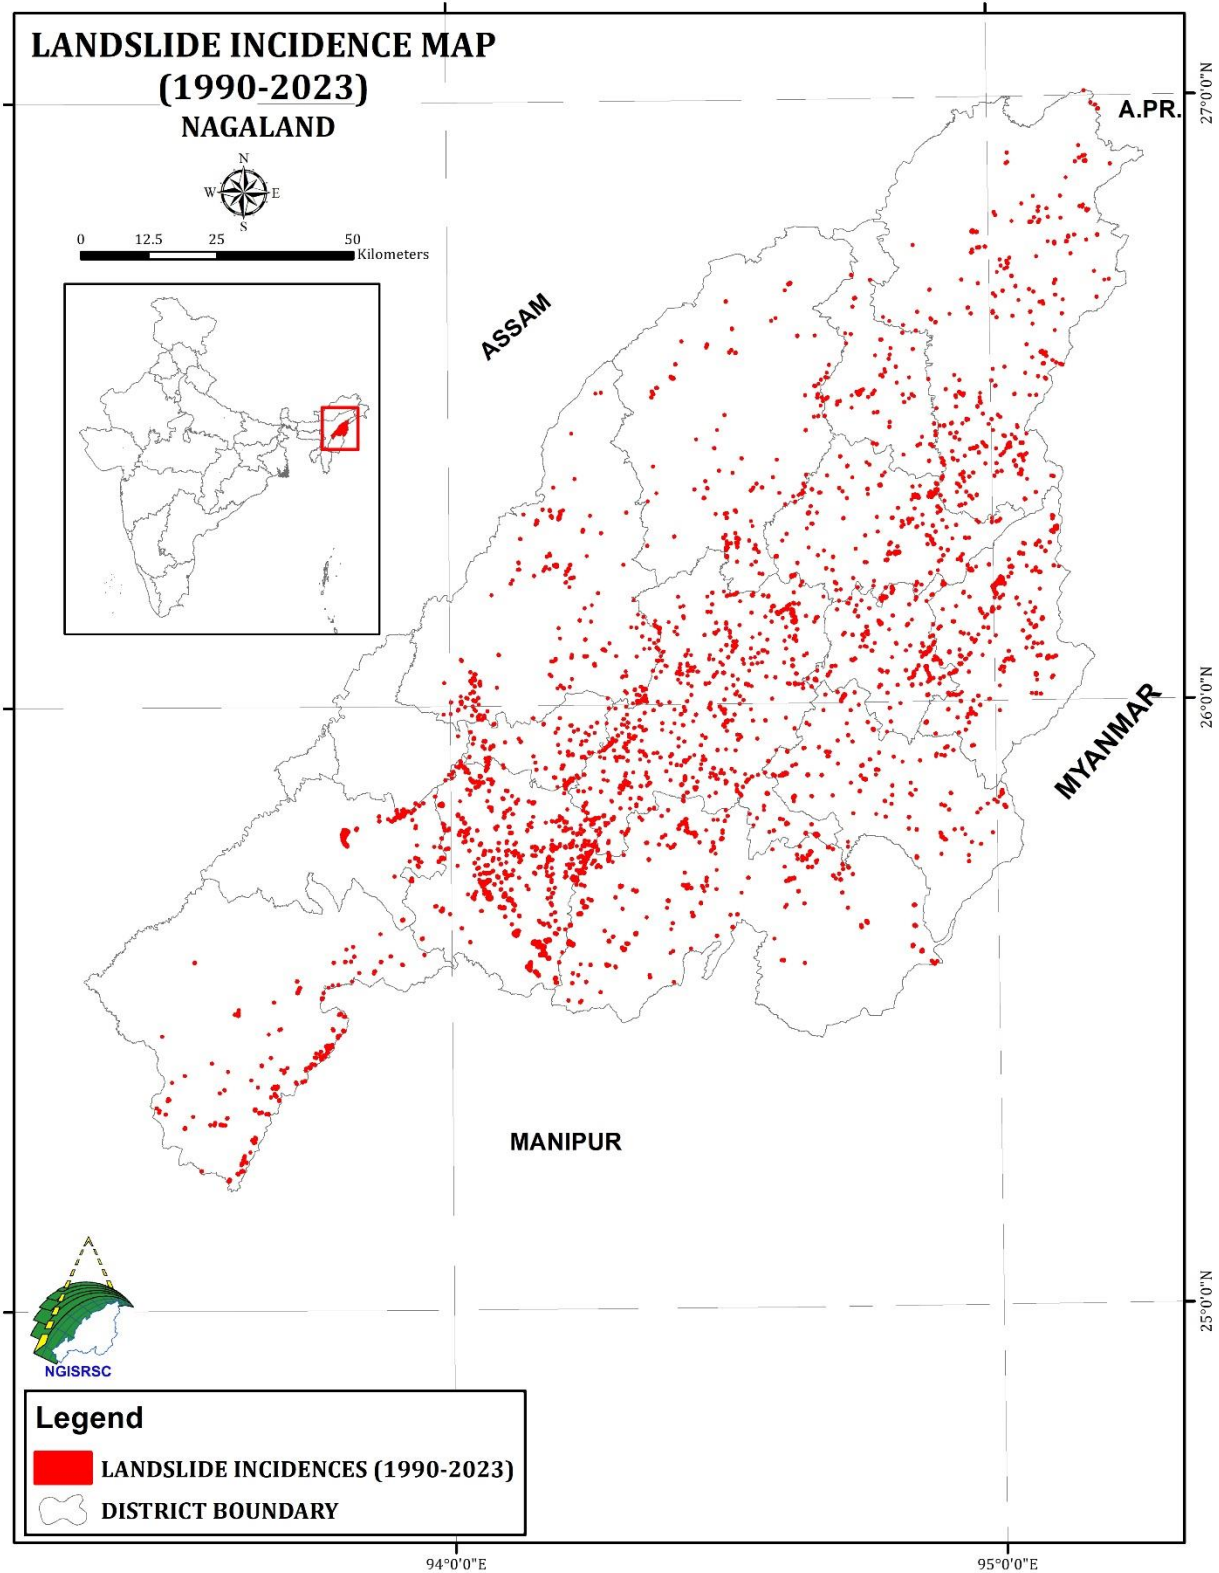 LANDSLIDE INCIDENCE MAP
(1990-2023)
NAGALAND
N
W E
S
0 12.5 25 50
Kilometers
A.PR.
27°0'0"N
ASSAM
26°0'0"N
MYANMAR
MANIPUR
25°0'0"N
NGISRSC
Legend
LANDSLIDE INCIDENCES (1990-2023)
DISTRICT BOUNDARY
94°0'0"E 95°0'0"E